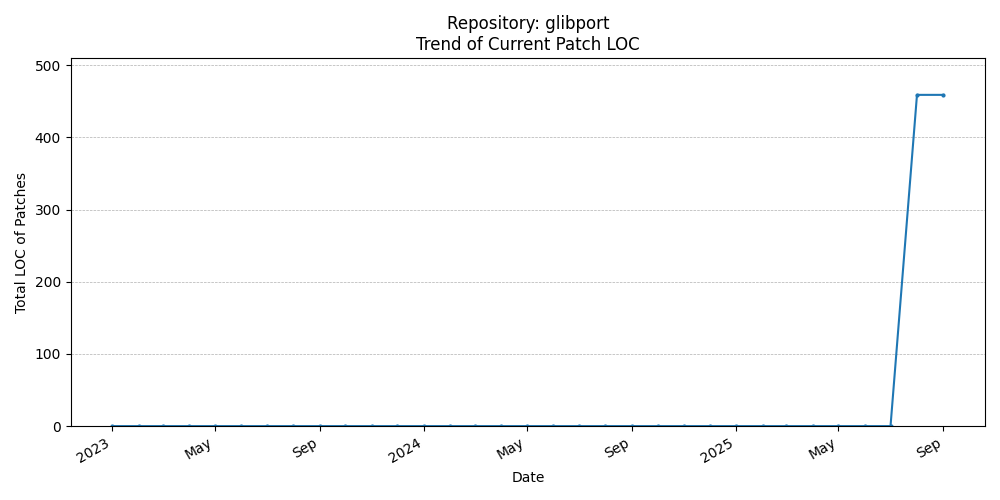 Repository: glibport
Trend of Current Patch LOC
Total LOC of Patches
500
400
300
200
100
0
2023
May
Sep
2024
May
Sep
2025
May
Sep
Date